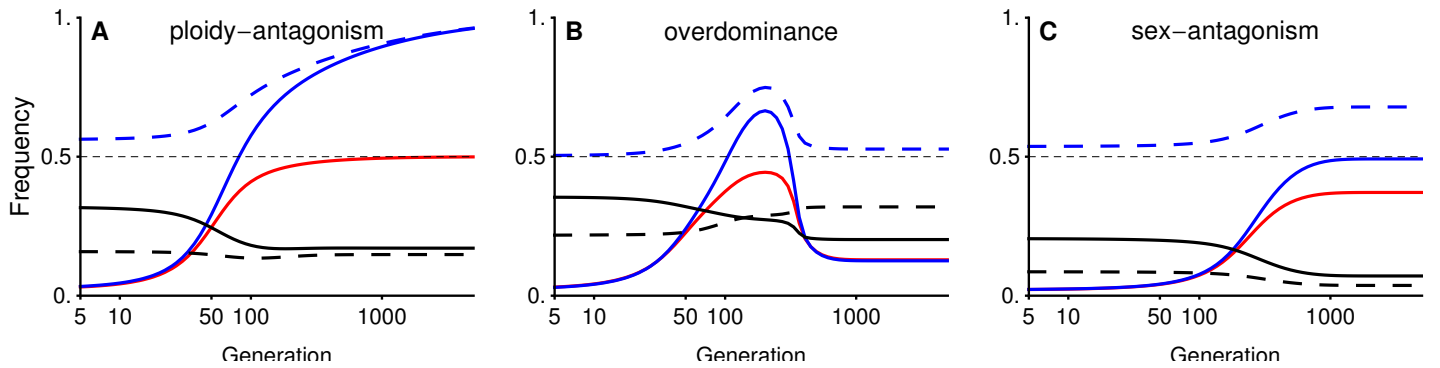 A ploidy−antagonism
1.
0.5
0.
Frequency
5 10 50 100 1000
Generation
B overdominance
1.
0.5
0.
5 10 50 100 1000
Generation
C sex−antagonism
1.
0.5
0.
5 10 50 100 1000
Generation